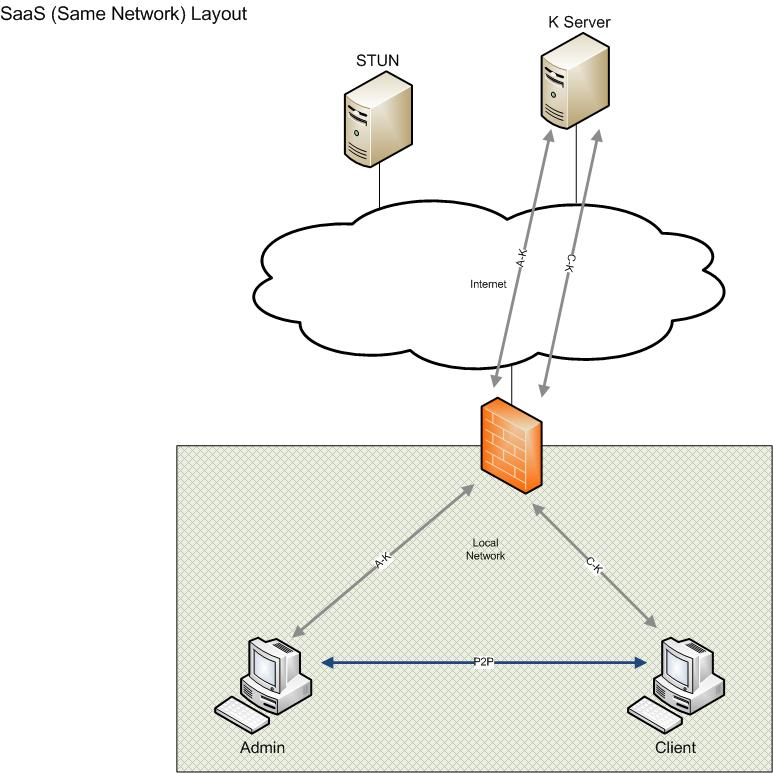 SaaS (Same Network) Layout
K Server
STUN
A-K
C-K
Internet
Local
Network
A-K
C-K
P2P
Admin
Client